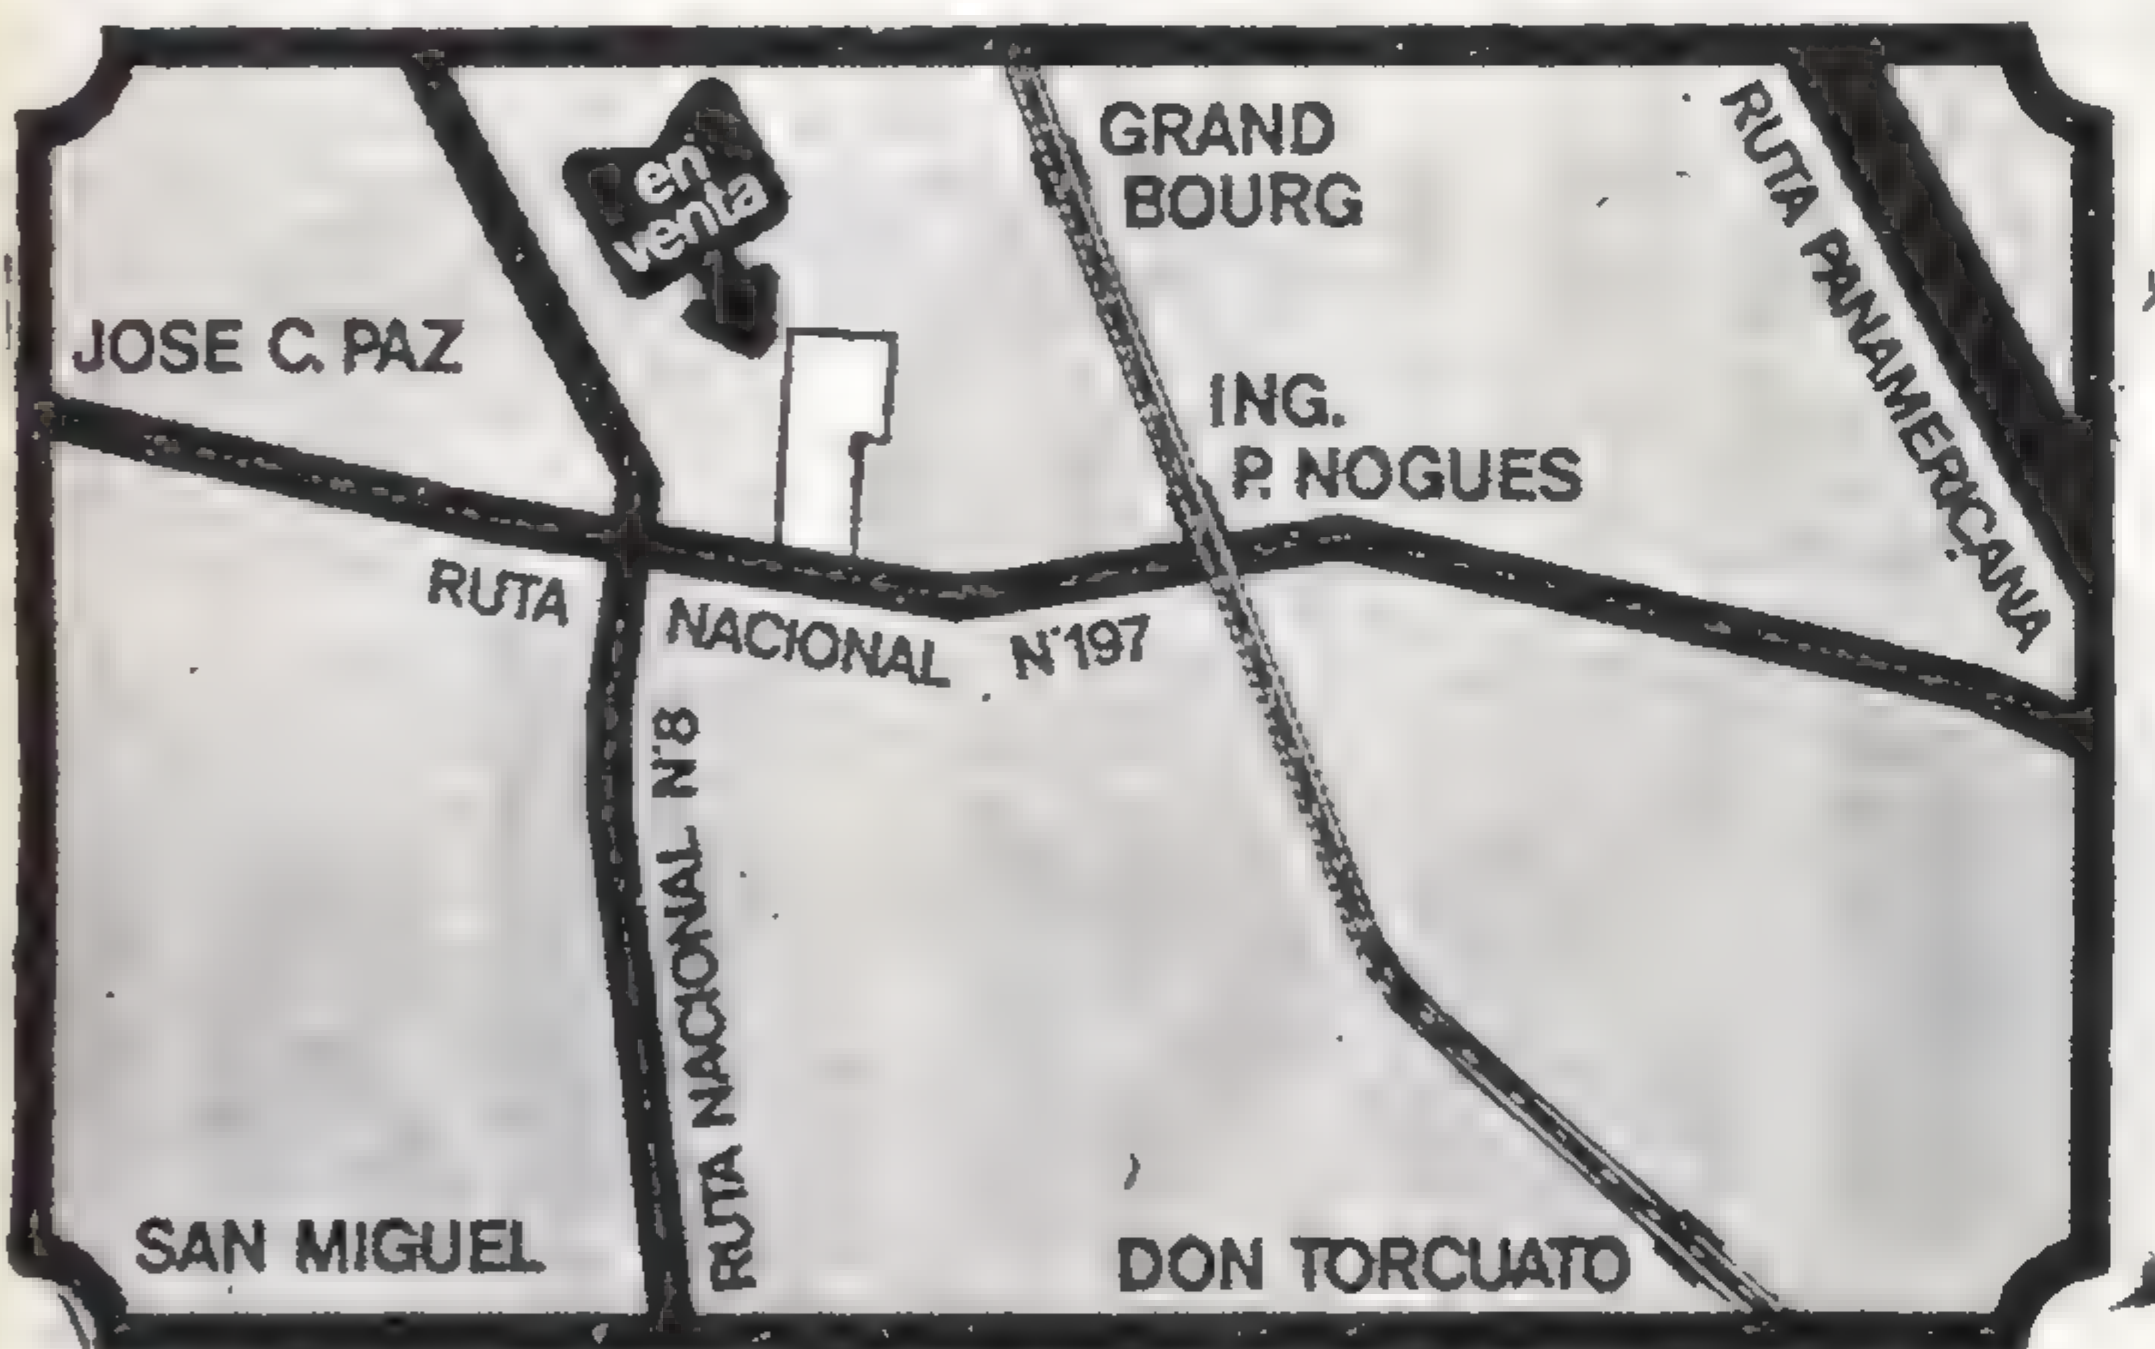 GRAND
BOURG
RUTA PANAMERICANA
en
venta
JOSE C. PAZ
ING.
P. NOGUES
RUTA NACIONAL N°197
RUTA NACIONAL N°8
SAN MIGUEL
DON TORCUATO